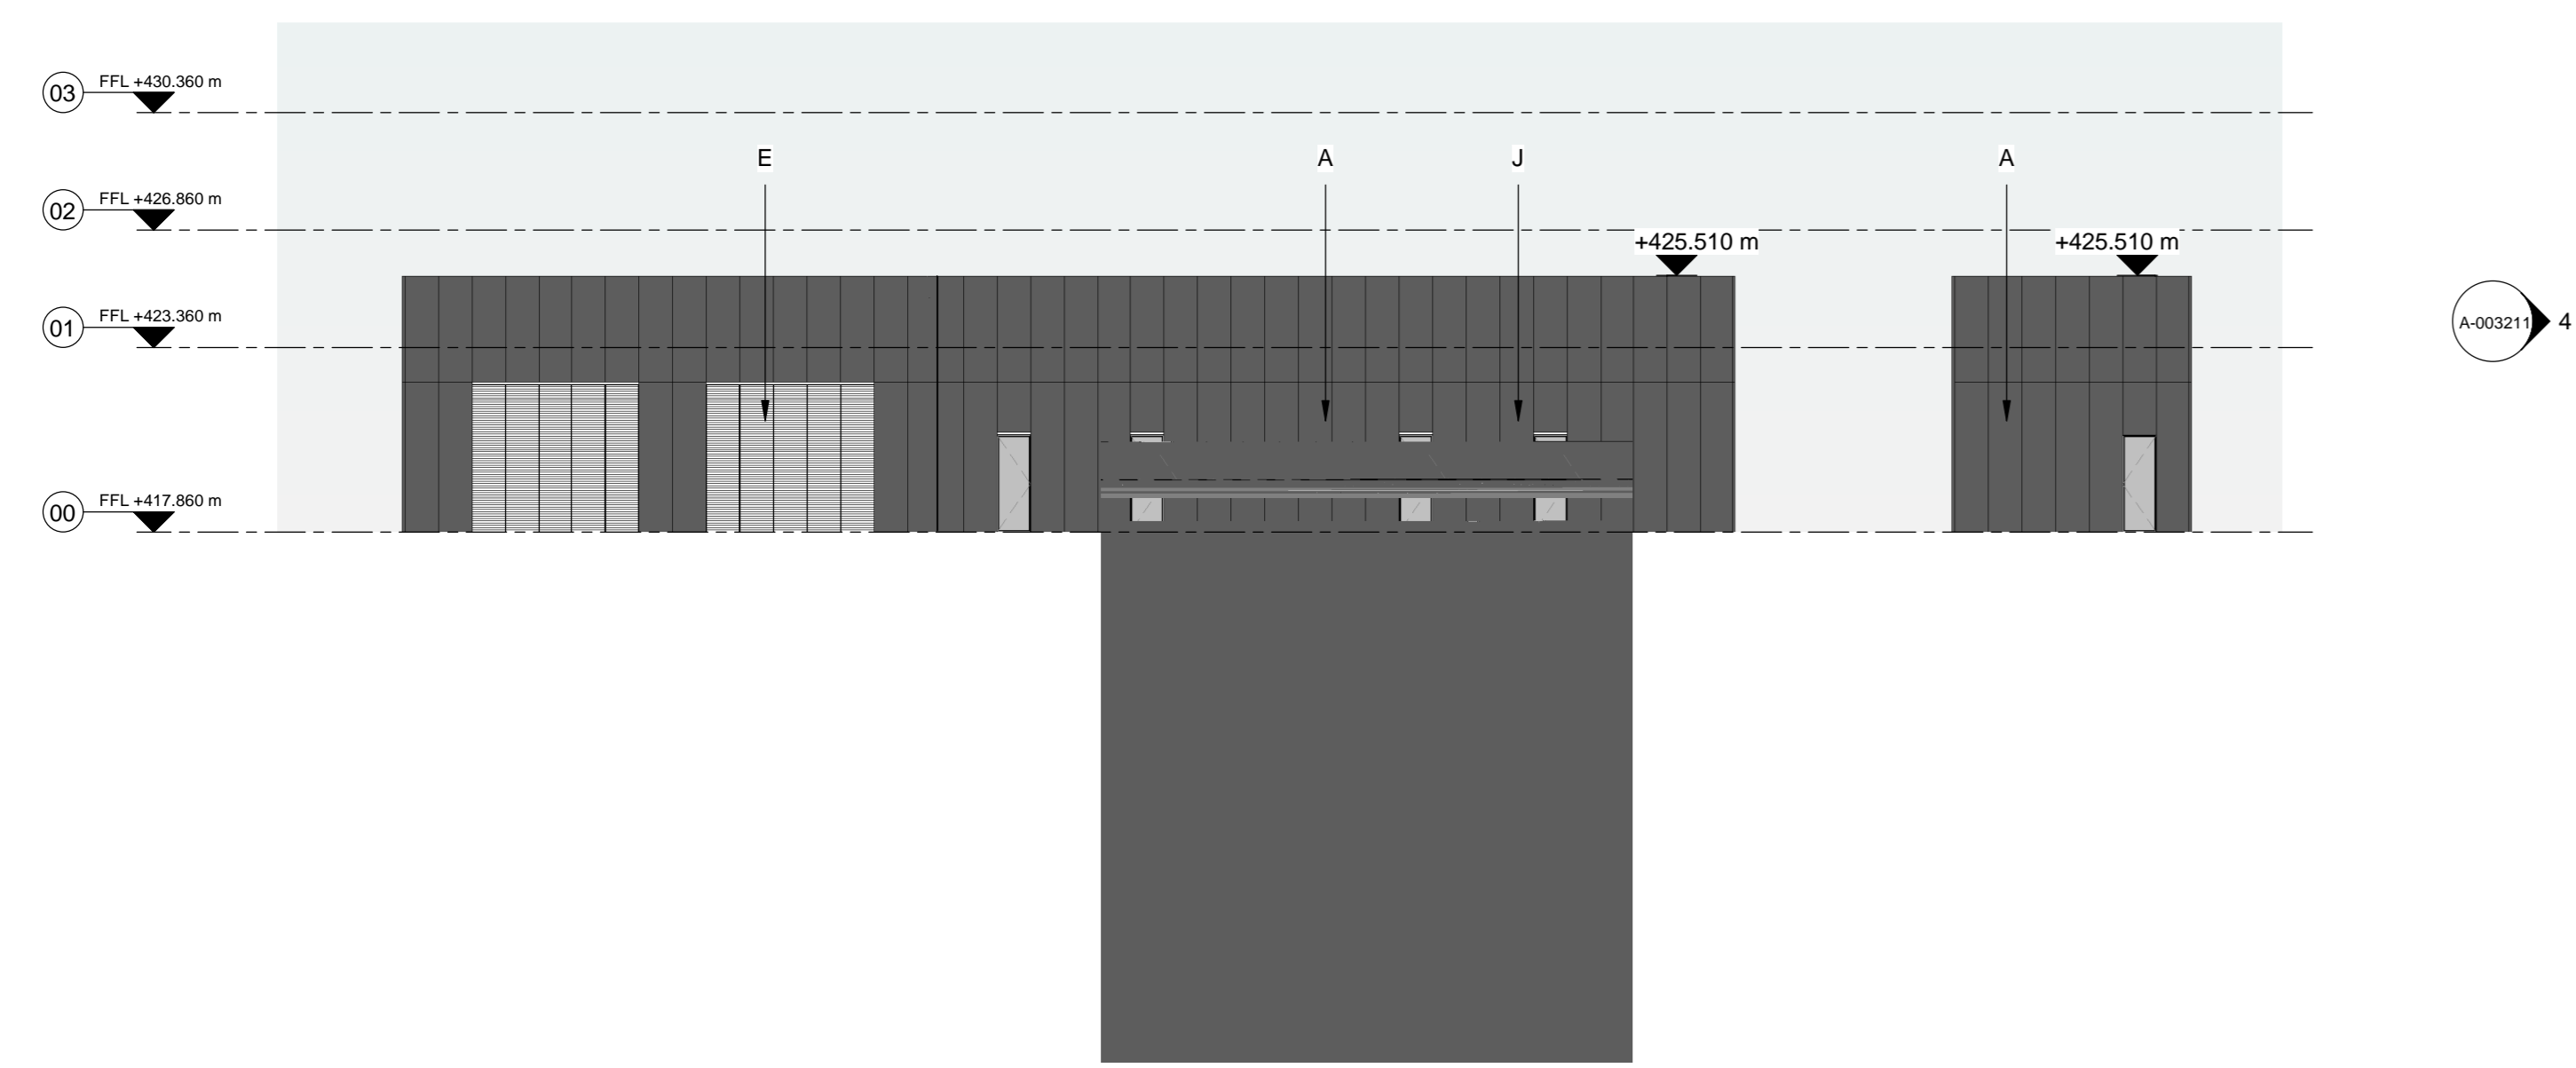 03 FFL +430.360 m
E A J A
02 FFL +426.860 m
+425.510 m +425.510 m
01 FFL +423.360 m
A-003211 4
00 FFL +417.860 m